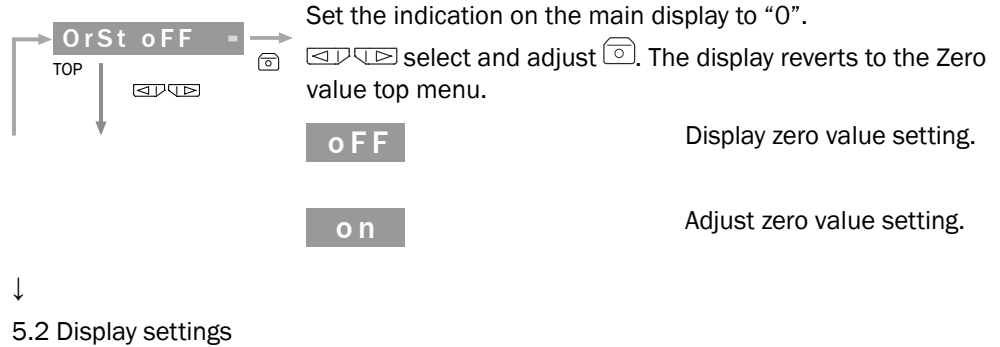 OrSt oFF
TOP
Set the indication on the main display to “0”.
select and adjust . The display reverts to the Zero
value top menu.
oFF
Display zero value setting.
on
Adjust zero value setting.
↓
5.2 Display settings